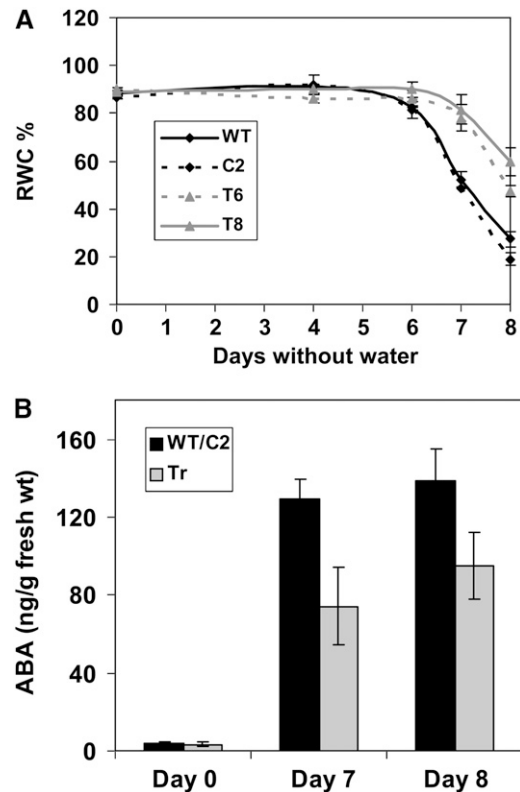 A
120
100
80
60
40
20
0
RWC %
WT
C2
T6
T8
0 1 2 3 4 5 6 7 8
Days without water
B
WT/C2
Tr
160
120
80
40
0
ABA (ng/g fresh wt)
Day 0 Day 7 Day 8